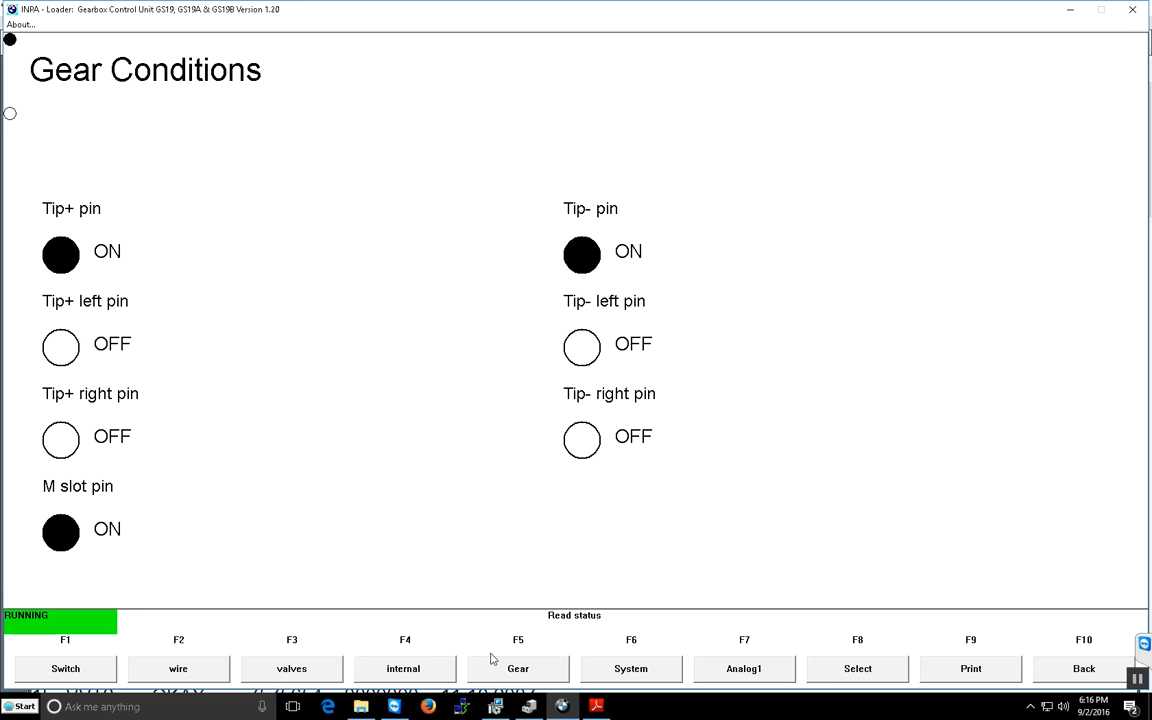 INPA - Loader: Gearbox Control Unit GS19, GS19A & GS19B Version 1.20
About...
Gear Conditions
Tip+ pin Tip- pin
ON ON
Tip+ left pin Tip- left pin
OFF OFF
Tip+ right pin Tip- right pin
OFF OFF
M slot pin
ON
RUNNING Read status
F1 F2 F3 F4 F5 F6 F7 F8 F9 F10
Switch wire valves internal Gear System Analog1 Select Print Back
Start Ask me anything 6:16 PM
9/2/2016 2